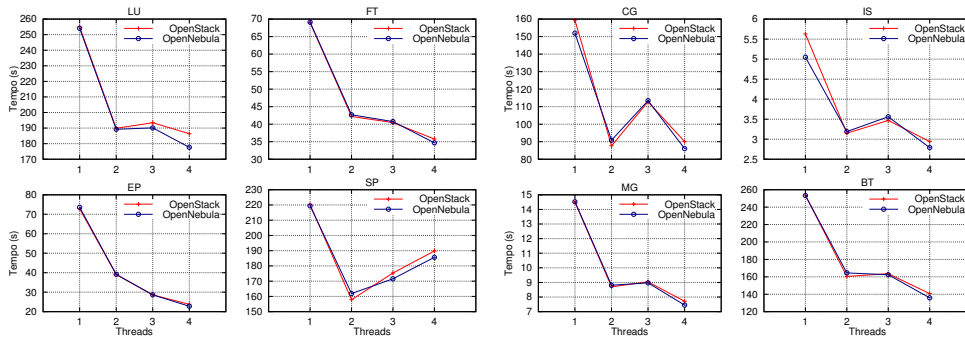 LU
OpenStack
OpenNebula
Tempo (s)
260
250
240
230
220
210
200
190
180
170
1 2 3 4
FT
OpenStack
OpenNebula
70
65
60
55
50
45
40
35
30
1 2 3 4
CG
OpenStack
OpenNebula
Tempo (s)
160
150
140
130
120
110
100
90
80
1 2 3 4
IS
OpenStack
OpenNebula
6
5.5
5
4.5
4
3.5
3
2.5
1 2 3 4
EP
OpenStack
OpenNebula
Tempo (s)
80
70
60
50
40
30
20
1 2 3 4
Threads
SP
OpenStack
OpenNebula
230
220
210
200
190
180
170
160
150
1 2 3 4
Threads
MG
OpenStack
OpenNebula
Tempo (s)
15
14
13
12
11
10
9
8
7
1 2 3 4
Threads
BT
OpenStack
OpenNebula
260
240
220
200
180
160
140
120
1 2 3 4
Threads